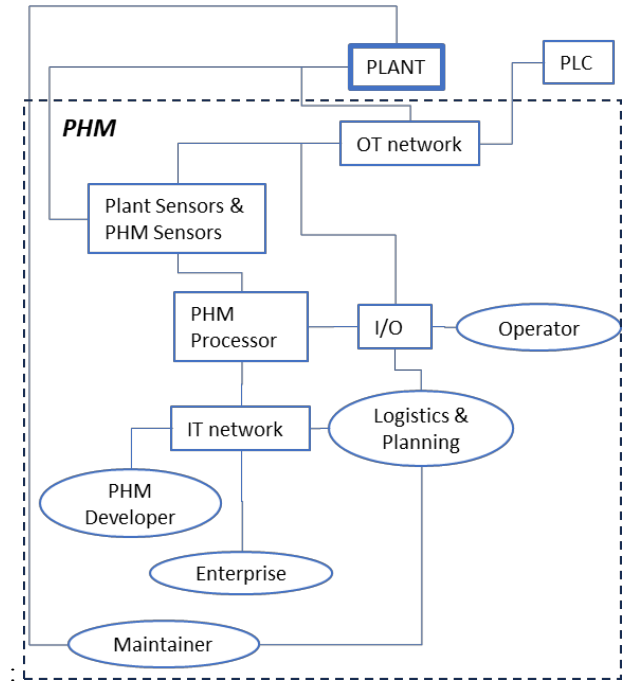 PLANT
PLC
PHM
OT network
Plant Sensors &
PHM Sensors
PHM
Processor
I/O
Operator
IT network
Logistics &
Planning
PHM
Developer
Enterprise
Maintainer
: